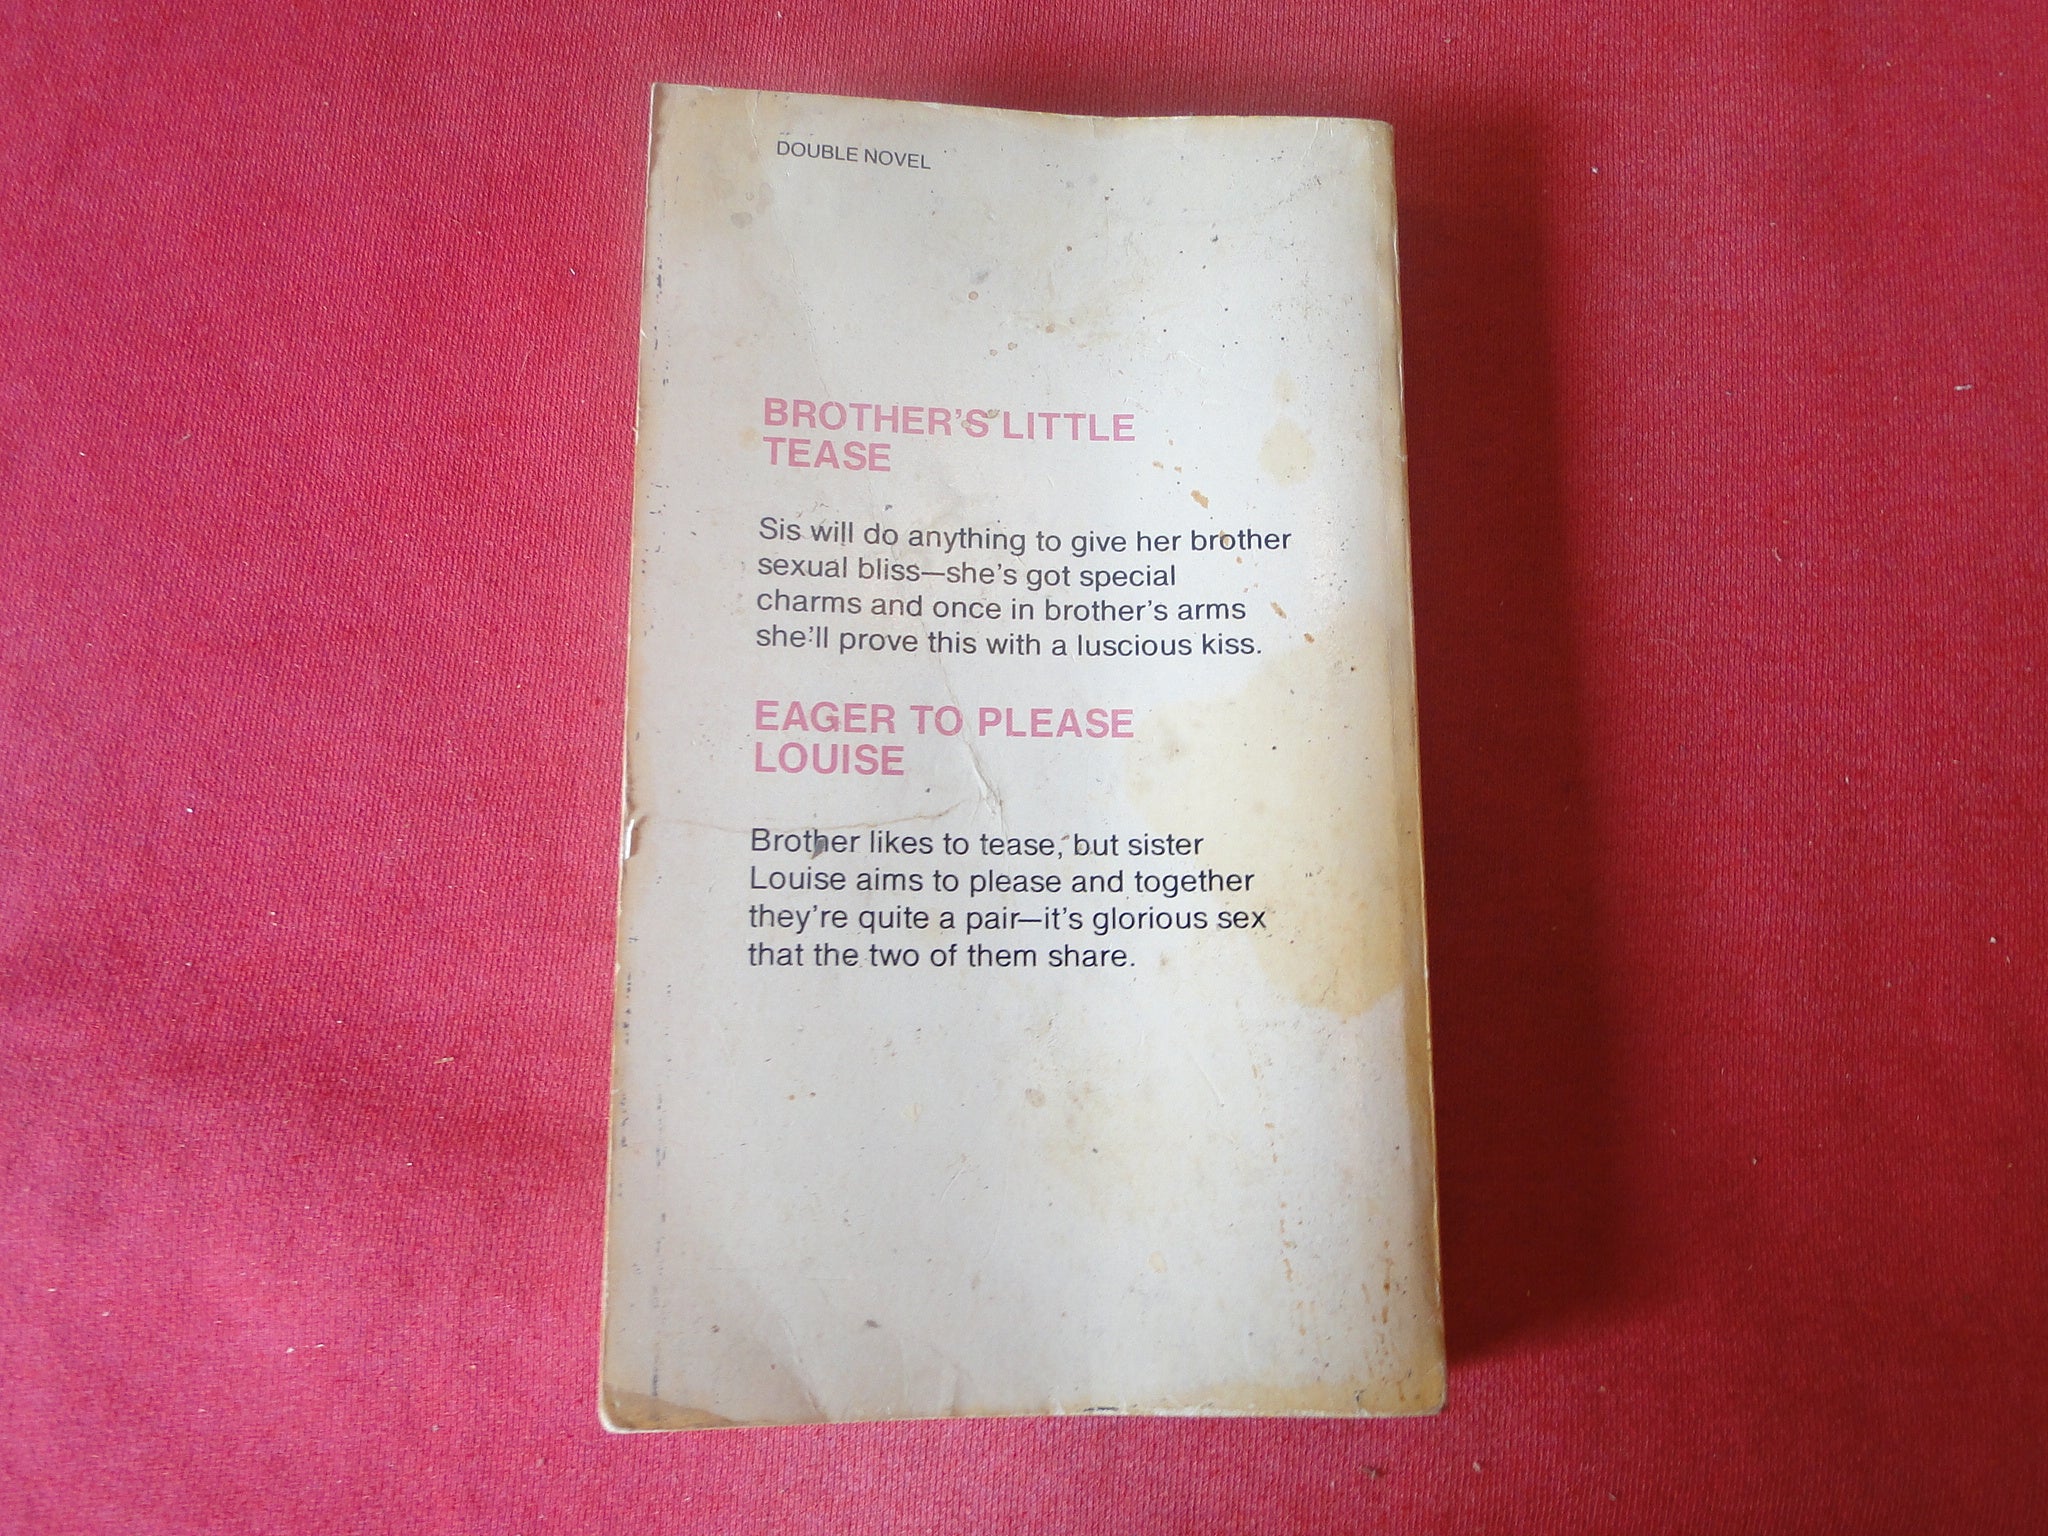 DOUBLE NOVEL
BROTHER'S LITTLE
TEASE
Sis will do anything to give her brother
sexual bliss—she's got special
charms and once in brother's arms
she'll prove this with a luscious kiss.
EAGER TO PLEASE
LOUISE
Brother likes to tease, but sister
Louise aims to please and together
they're quite a pair—it's glorious sex
that the two of them share.